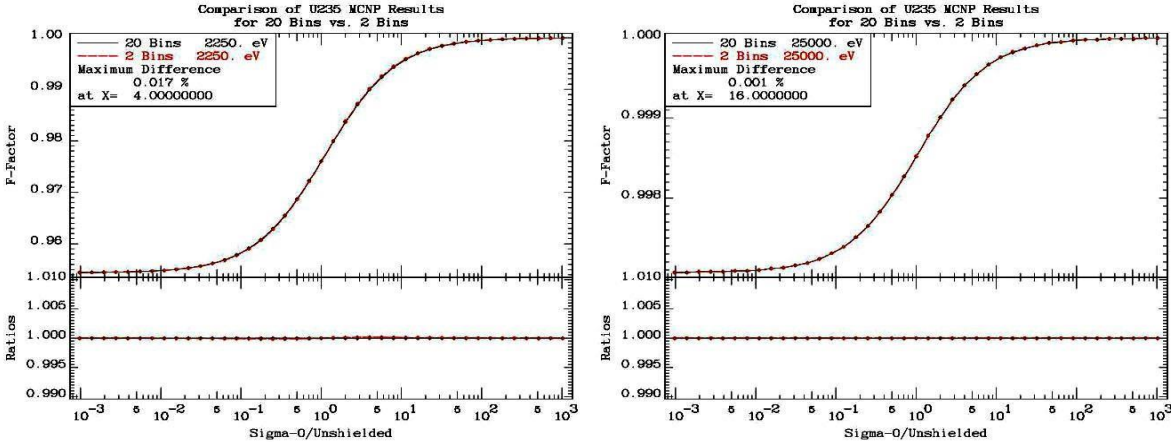 Comparison of U235 MCNP Results
for 20 Bins vs. 2 Bins
20 Bins 2250. eV
2 Bins 2250. eV
Maximum Difference
0.017 %
at X= 4.00000000
F-Factor
1.00
0.99
0.98
0.97
0.96
1.010
1.005
1.000
0.995
0.990
Ratios
10-3 5 10-2 5 10-1 5 100 5 101 5 102 5 103
Sigma-0/Unshielded
Comparison of U235 MCNP Results
for 20 Bins vs. 2 Bins
20 Bins 25000. eV
2 Bins 25000. eV
Maximum Difference
0.001 %
at X= 16.0000000
F-Factor
1.000
0.999
0.998
1.010
1.005
1.000
0.995
0.990
Ratios
10-3 5 10-2 5 10-1 5 100 5 101 5 102 5 103
Sigma-0/Unshielded